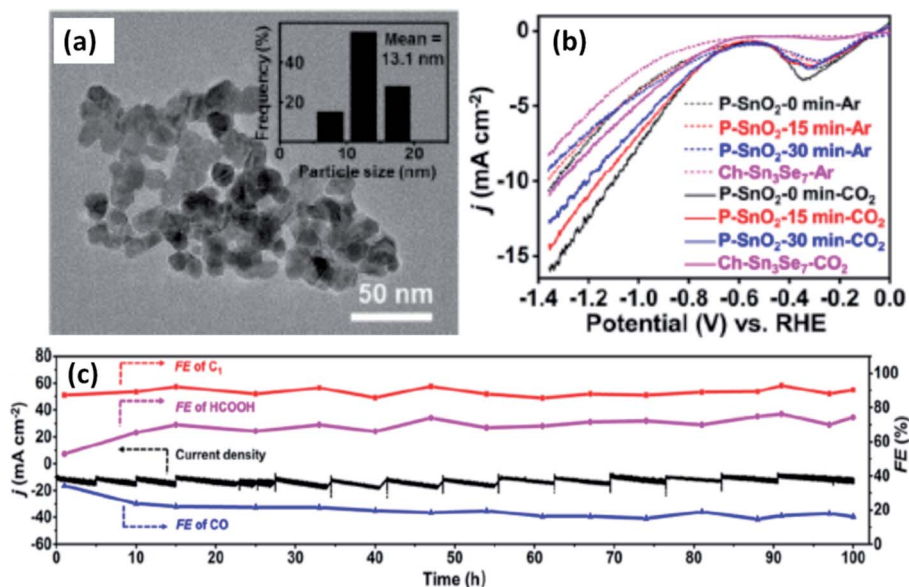 (a)
Frequency (%)
40
20
0
10
20
Mean =
13.1 nm
Particle size (nm)
50 nm
(b)
j (mA cm-2)
0
-5
-10
-15
P-SnO2-0 min-Ar
P-SnO2-15 min-Ar
P-SnO2-30 min-Ar
Ch-Sn3Se7-Ar
P-SnO2-0 min-CO2
P-SnO2-15 min-CO2
P-SnO2-30 min-CO2
Ch-Sn3Se7-CO2
-1.4 -1.2 -1.0 -0.8 -0.6 -0.4 -0.2 0.0
Potential (V) vs. RHE
(c)
j (mA cm-2)
80
60
40
20
0
-20
-40
-60
FE of C1
FE of HCOOH
Current density
FE of CO
100
80
60
40
20
0
FE (%)
0 10 20 30 40 50 60 70 80 90 100
Time (h)